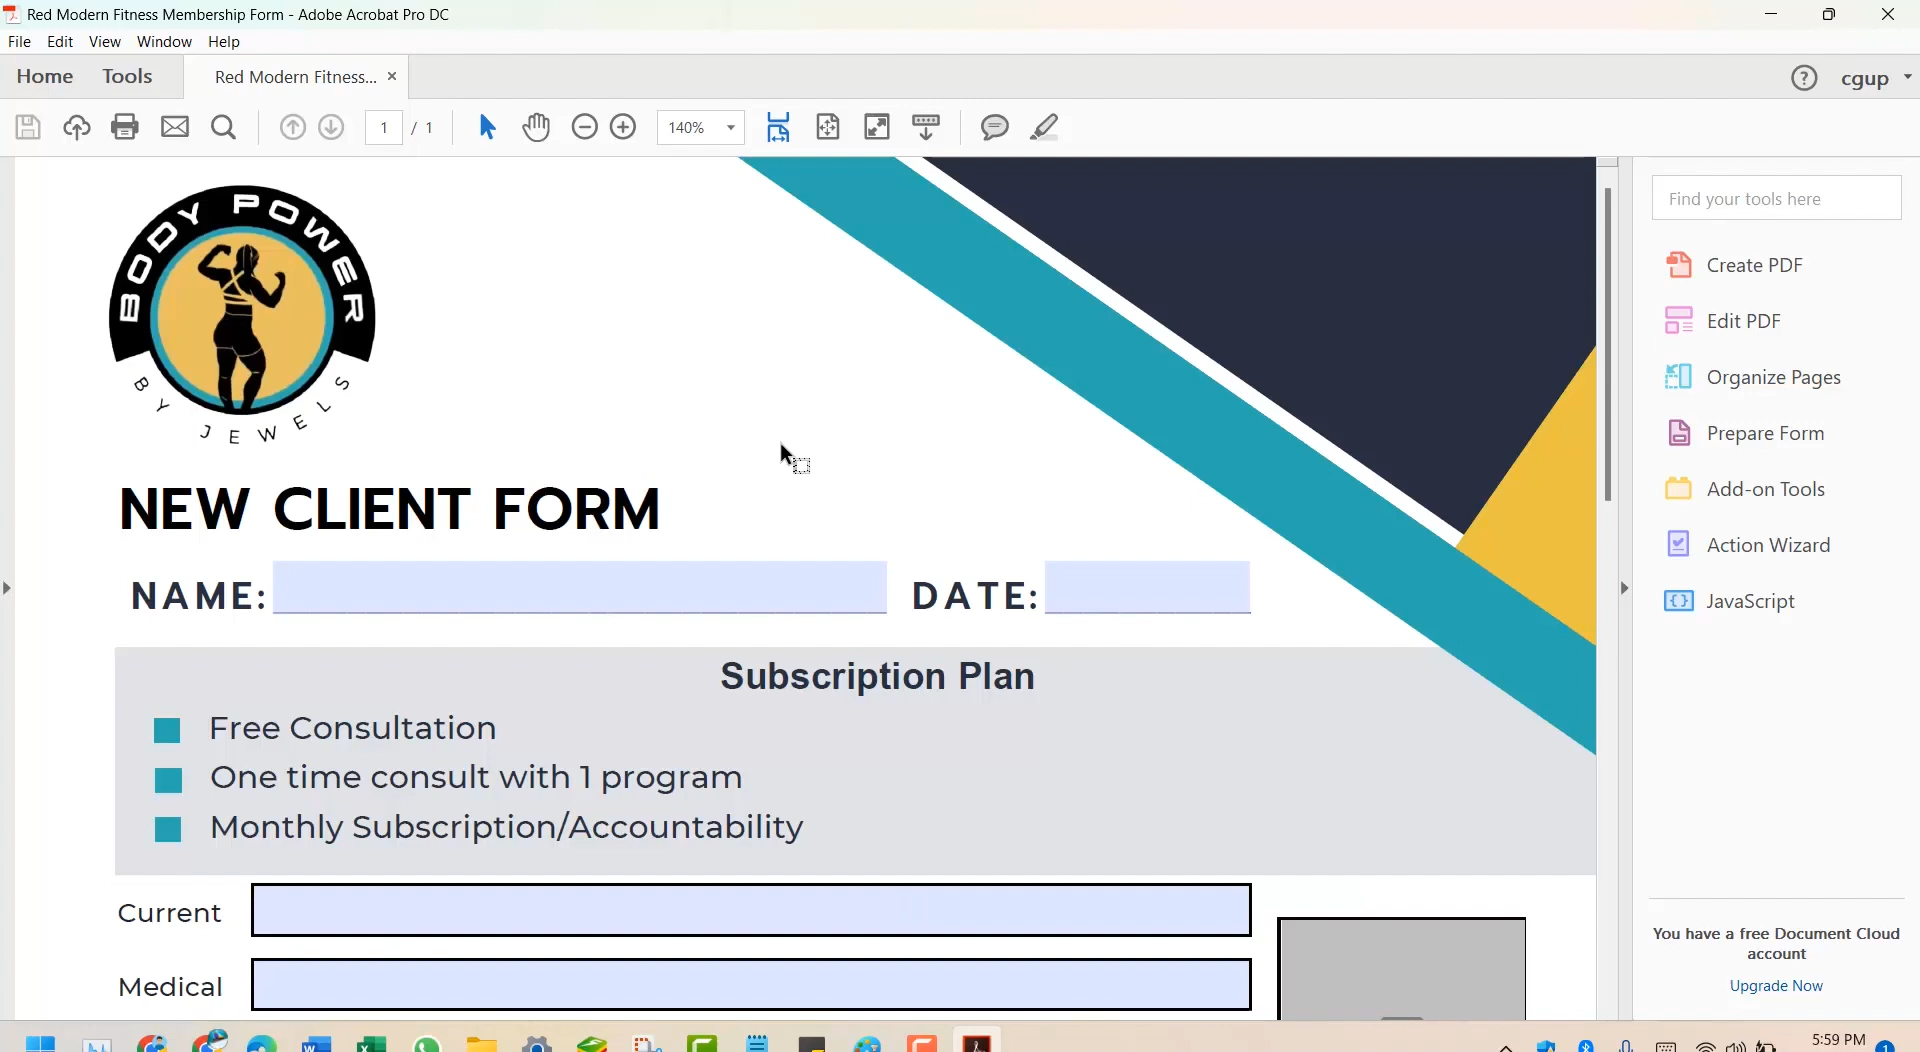 Red Modern Fitness Membership Form - Adobe Acrobat Pro DC
File Edit View Window Help
Home Tools Red Modern Fitness... × ? cgup
1 / 1 140%
BODY POWER
BY JEWELS
NEW CLIENT FORM
NAME: DATE:
Subscription Plan
Free Consultation
One time consult with 1 program
Monthly Subscription/Accountability
Current
Medical
Find your tools here
Create PDF
Edit PDF
Organize Pages
Prepare Form
Add-on Tools
Action Wizard
JavaScript
You have a free Document Cloud
account
Upgrade Now
5:59 PM 1